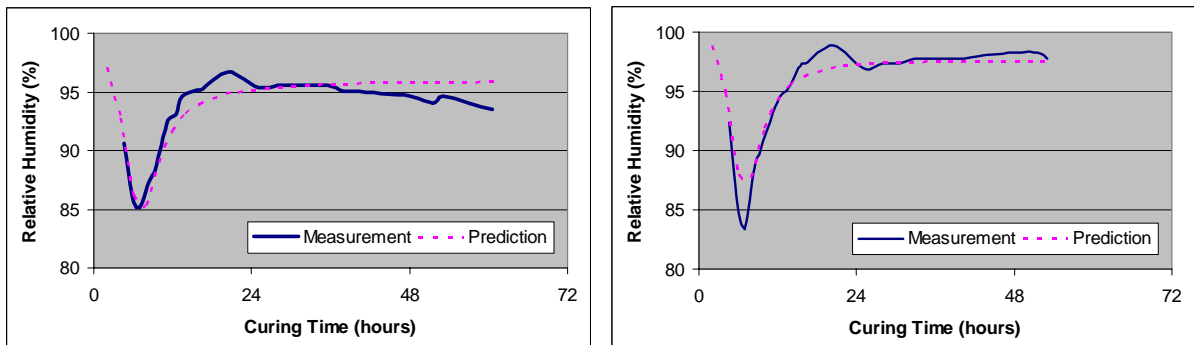 Relative Humidity (%)
100
95
90
85
80
Measurement
Prediction
0
24
48
72
Curing Time (hours)
Relative Humidity (%)
100
95
90
85
80
Measurement
Prediction
0
24
48
72
Curing Time (hours)